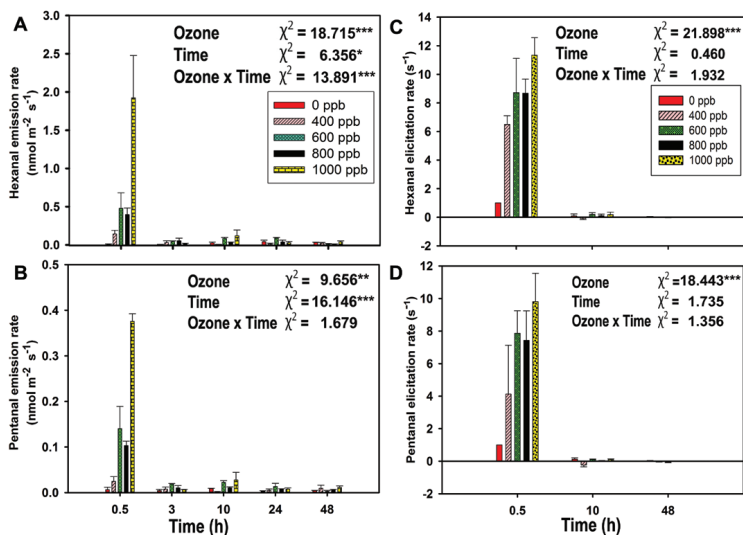 A
Hexanal emission rate
(nmol m⁻² s⁻¹)
3.0
2.5
2.0
1.5
1.0
0.5
0.0
Ozone χ² = 18.715***
Time χ² = 6.356*
Ozone x Time χ² = 13.891***
0 ppb
400 ppb
600 ppb
800 ppb
1000 ppb
B
Pentanal emission rate
(nmol m⁻² s⁻¹)
0.4
0.3
0.2
0.1
0.0
Ozone χ² = 9.656**
Time χ² = 16.146***
Ozone x Time χ² = 1.679
0.5 3 10 24 48
Time (h)
C
Hexanal elicitation rate (s⁻¹)
14
12
10
8
6
4
2
0
-2
Ozone χ² = 21.898***
Time χ² = 0.460
Ozone x Time χ² = 1.932
0 ppb
400 ppb
600 ppb
800 ppb
1000 ppb
D
Pentanal elicitation rate (s⁻¹)
12
10
8
6
4
2
0
-2
Ozone χ² =18.443***
Time χ² = 1.735
Ozone x Time χ² = 1.356
0.5 10 48
Time (h)